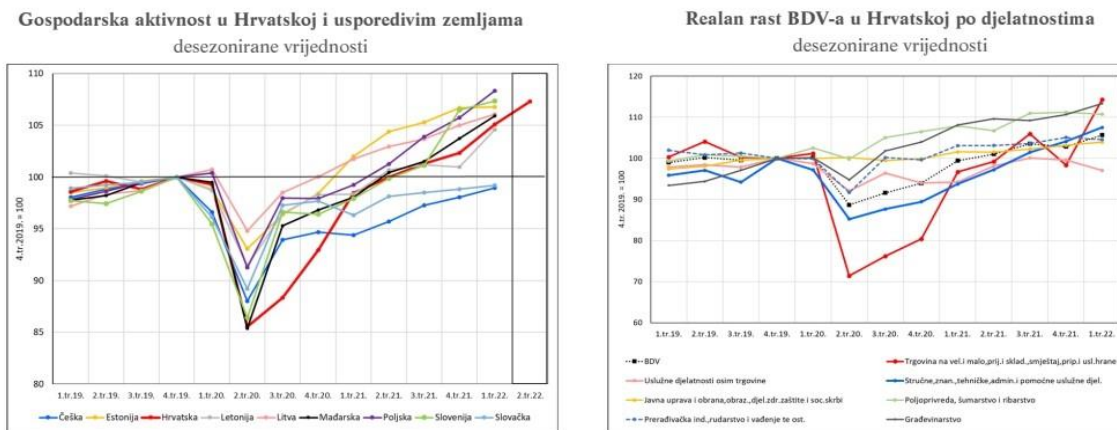 Gospodarska aktivnost u Hrvatskoj i usporedivim zemljama
desezonirane vrijednosti
110
105
100
95
90
85
80
4.tr.2019. = 100
1.tr.19. 2.tr.19. 3.tr.19. 4.tr.19. 1.tr.20. 2.tr.20. 3.tr.20. 4.tr.20. 1.tr.21. 2.tr.21. 3.tr.21. 4.tr.21. 1.tr.22. 2.tr.22.
Češka Estonija Hrvatska Letonija Litva Mađarska Poljska Slovenija Slovačka
Realan rast BDV-a u Hrvatskoj po djelatnostima
desezonirane vrijednosti
120
110
100
90
80
70
60
4.tr.2019. = 100
1.tr.19. 2.tr.19. 3.tr.19. 4.tr.19. 1.tr.20. 2.tr.20. 3.tr.20. 4.tr.20. 1.tr.21. 2.tr.21. 3.tr.21. 4.tr.21. 1.tr.22.
BDV
Trgovina na vel.i malo,prij.i sklad.,smještaj,prip.i usl.hrane
Uslužne djelatnosti osim trgovine
Stručne,znan.,tehničke,admin.i pomoćne uslužne djel.
Javna uprava i obrana,obraz.,djel.zdr.zaštite i soc.skrbi
Poljoprivreda, šumarstvo i ribarstvo
Prerađivačka ind.,rudarstvo i vađenje te ost.
Građevinarstvo